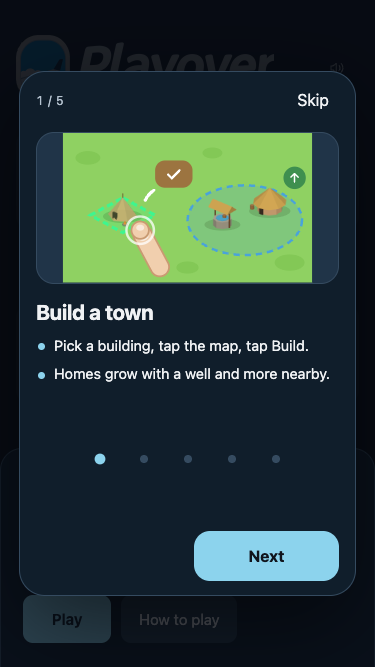 Playover
1 / 5
Skip
Build a town
Pick a building, tap the map, tap Build.
Homes grow with a well and more nearby.
Next
Play
How to play